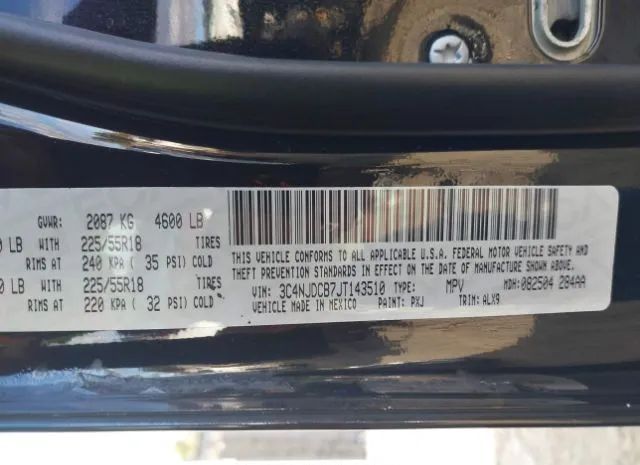 GVWR: 2087 KG 4600 LB
LB WITH 225/55R18 TIRES
RIMS AT 240 KPA ( 35 PSI) COLD
LB WITH 225/55R18 TIRES
RIMS AT 220 KPA ( 32 PSI) COLD
THIS VEHICLE CONFORMS TO ALL APPLICABLE U.S.A. FEDERAL MOTOR VEHICLE SAFETY AND
THEFT PREVENTION STANDARDS IN EFFECT ON THE DATE OF MANUFACTURE SHOWN ABOVE.
VIN: 3C4NJDCB7JT143510 TYPE: MPV MDH: 082504 284AA
VEHICLE MADE IN MEXICO PAINT: PXJ TRIM: ALX9